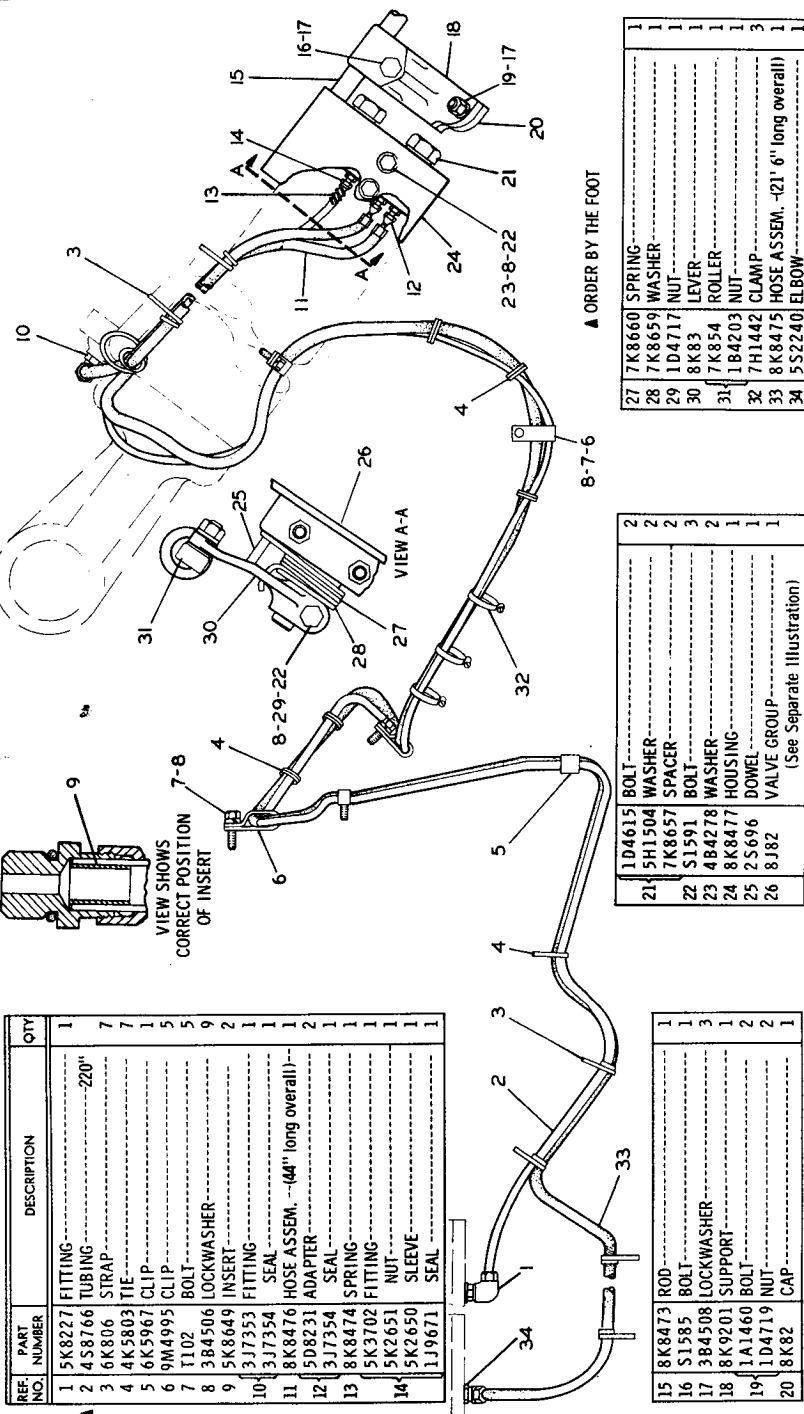 REF. NO. PART NUMBER DESCRIPTION QTY
▲
1 5K8227 FITTING 1
2 4S8766 TUBING 220"
3 6K806 STRAP 7
4 4K5803 TIE 7
5 6K5967 CLIP 1
6 9M4995 CLIP 5
7 T102 BOLT 5
8 3B4506 LOCKWASHER 9
9 5K8649 INSERT 2
10 3J7353 FITTING 1
3J7354 SEAL 1
11 8K8476 HOSE ASSEM. -(44" long overall) 1
12 5D8231 ADAPTER 2
3J7354 SEAL 1
13 8K8474 SPRING 1
14 5K3702 FITTING 1
5K2651 NUT 1
5K2650 SLEEVE 1
1J9671 SEAL 1
15 8K8473 ROD 1
16 S1585 BOLT 1
17 3B4508 LOCKWASHER 3
18 8K9201 SUPPORT 1
19 1A1460 BOLT 2
1D4719 NUT 2
20 8K82 CAP 1
21 1D4615 BOLT 2
5H1504 WASHER 2
7K8657 SPACER 2
22 S1591 BOLT 3
23 4B4278 WASHER 2
24 8K8477 HOUSING 1
25 2S696 DOWEL 1
26 8J82 VALVE GROUP 1
(See Separate Illustration)
27 7K8660 SPRING 1
28 7K8659 WASHER 1
29 1D4717 NUT 1
30 8K83 LEVER 1
31 7K854 ROLLER 1
1B4203 NUT 1
32 7H1442 CLAMP 3
33 8K8475 HOSE ASSEM. -(21' 6" long overall) 1
34 5S2240 ELBOW 1
▲ ORDER BY THE FOOT
9
VIEW SHOWS
CORRECT POSITION
OF INSERT
7-8
6
4
8-29-22
28
27
30
31
25
26
VIEW A-A
10
3
11
12
13
14
A
A
15
16-17
18
19-17
20
21
23-8-22
24
4
8-7-6
32
5
4
3
2
33
1
34